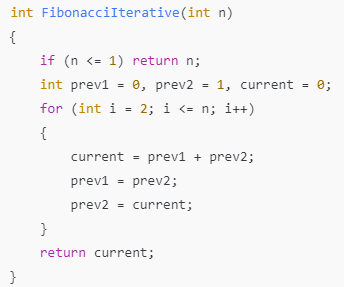 int FibonacciIterative(int n)
{
    if (n <= 1) return n;
    int prev1 = 0, prev2 = 1, current = 0;
    for (int i = 2; i <= n; i++)
    {
        current = prev1 + prev2;
        prev1 = prev2;
        prev2 = current;
    }
    return current;
}